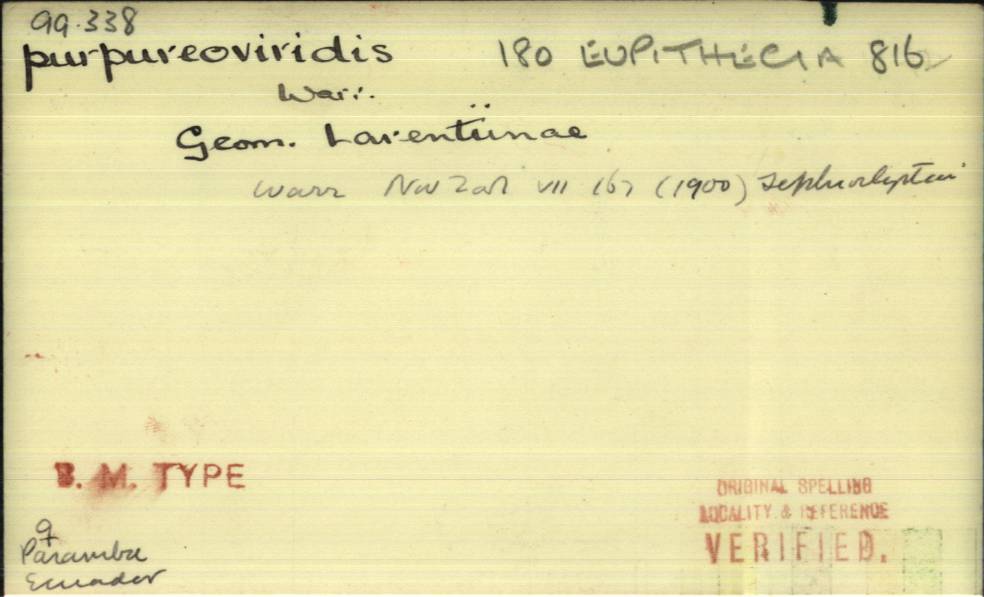 99.338
purpureoviridis 180 EUPITHECIA 816
Warr.
Geom. Larentiinae
Warr Nov Zool VII 167 (1900) Tephroclystia
B. M. TYPE
ORIGINAL SPELLING
LOCALITY & REFERENCE
VERIFIED.
♀
Paramba
Ecuador